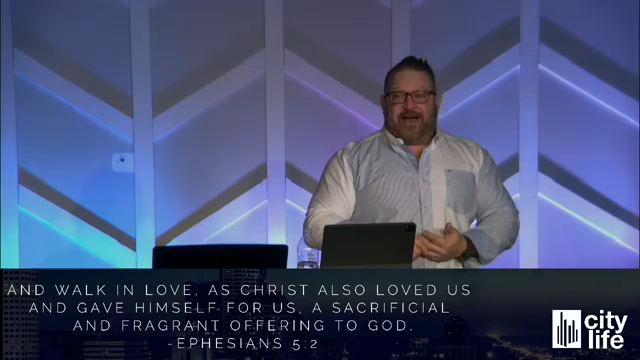 AND WALK IN LOVE, AS CHRIST ALSO LOVED US
AND GAVE HIMSELF FOR US, A SACRIFICIAL
AND FRAGRANT OFFERING TO GOD.
-EPHESIANS 5:2
city
life